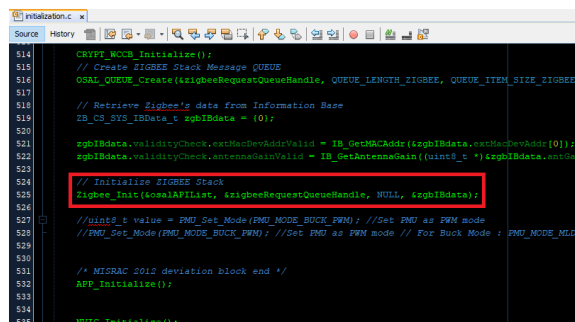 initialization.c x
Source History
514 CRYPT_WCCB_Initialize();
515 // Create ZIGBEE Stack Message QUEUE
516 OSAL_QUEUE_Create(&zigbeeRequestQueueHandle, QUEUE_LENGTH_ZIGBEE, QUEUE_ITEM_SIZE_ZIGBEE
517
518 // Retrieve Zigbee's data from Information Base
519 ZB_CS_SYS_IBData_t zgbIBdata = {0};
520
521 zgbIBdata.validityCheck.extMacDevAddrValid = IB_GetMACAddr(&zgbIBdata.extMacDevAddr[0]);
522 zgbIBdata.validityCheck.antennaGainValid = IB_GetAntennaGain((uint8_t *)&zgbIBdata.antGa
523
524 // Initialize ZIGBEE Stack
525 Zigbee_Init(&osalAPIList, &zigbeeRequestQueueHandle, NULL, &zgbIBdata);
526
527 //uint8_t value = PMU_Set_Mode(PMU_MODE_BUCK_PWM); //Set PMU as PWM mode
528 //PMU_Set_Mode(PMU_MODE_BUCK_PWM); //Set PMU as PWM mode // For Buck Mode : PMU_MODE_MLD
529
530
531 /* MISRAC 2012 deviation block end */
532 APP_Initialize();
533
534
535 NVIC_Initialize();